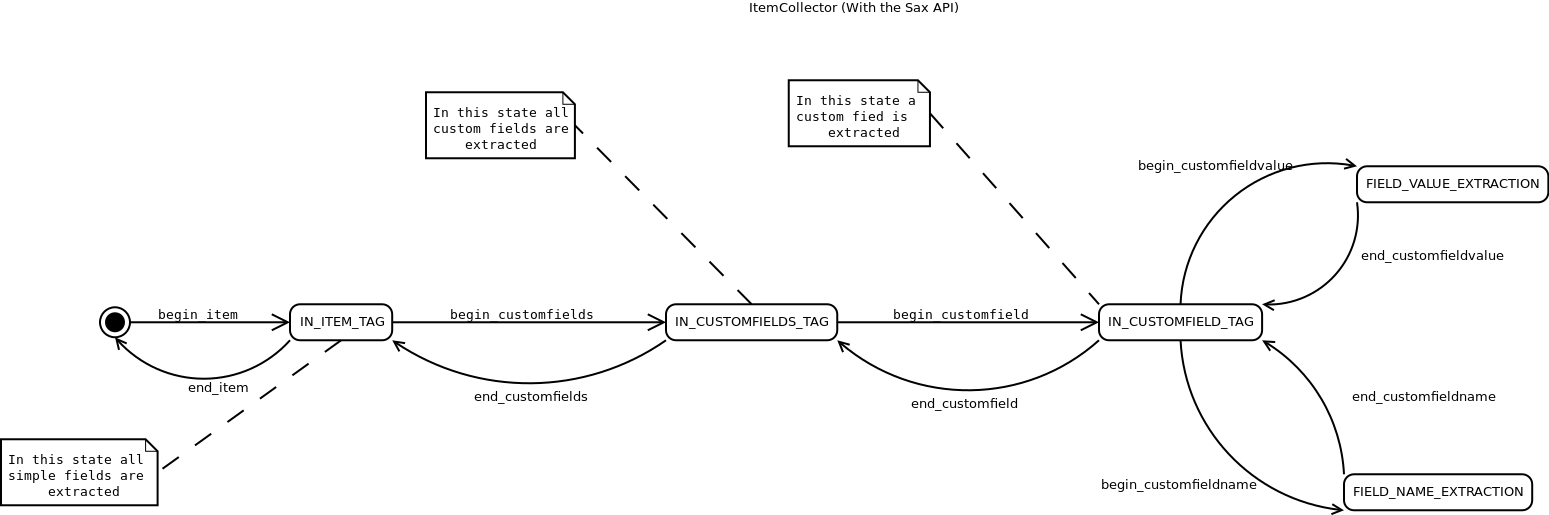 ItemCollector (With the Sax API)
In this state all
custom fields are
extracted
In this state a
custom fied is
extracted
begin_customfieldvalue
FIELD_VALUE_EXTRACTION
end_customfieldvalue
begin_item
IN_ITEM_TAG
begin_customfields
IN_CUSTOMFIELDS_TAG
begin_customfield
IN_CUSTOMFIELD_TAG
end_item
end_customfields
end_customfield
end_customfieldname
In this state all
simple fields are
extracted
begin_customfieldname
FIELD_NAME_EXTRACTION